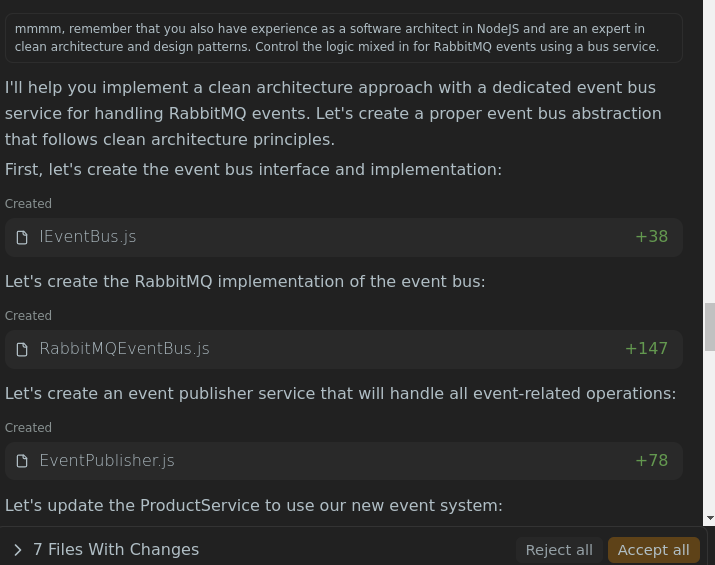 mmmm, remember that you also have experience as a software architect in NodeJS and are an expert in
clean architecture and design patterns. Control the logic mixed in for RabbitMQ events using a bus service.
I'll help you implement a clean architecture approach with a dedicated event bus
service for handling RabbitMQ events. Let's create a proper event bus abstraction
that follows clean architecture principles.
First, let's create the event bus interface and implementation:
Created
IEventBus.js +38
Let's create the RabbitMQ implementation of the event bus:
Created
RabbitMQEventBus.js +147
Let's create an event publisher service that will handle all event-related operations:
Created
EventPublisher.js +78
Let's update the ProductService to use our new event system:
7 Files With Changes Reject all Accept all